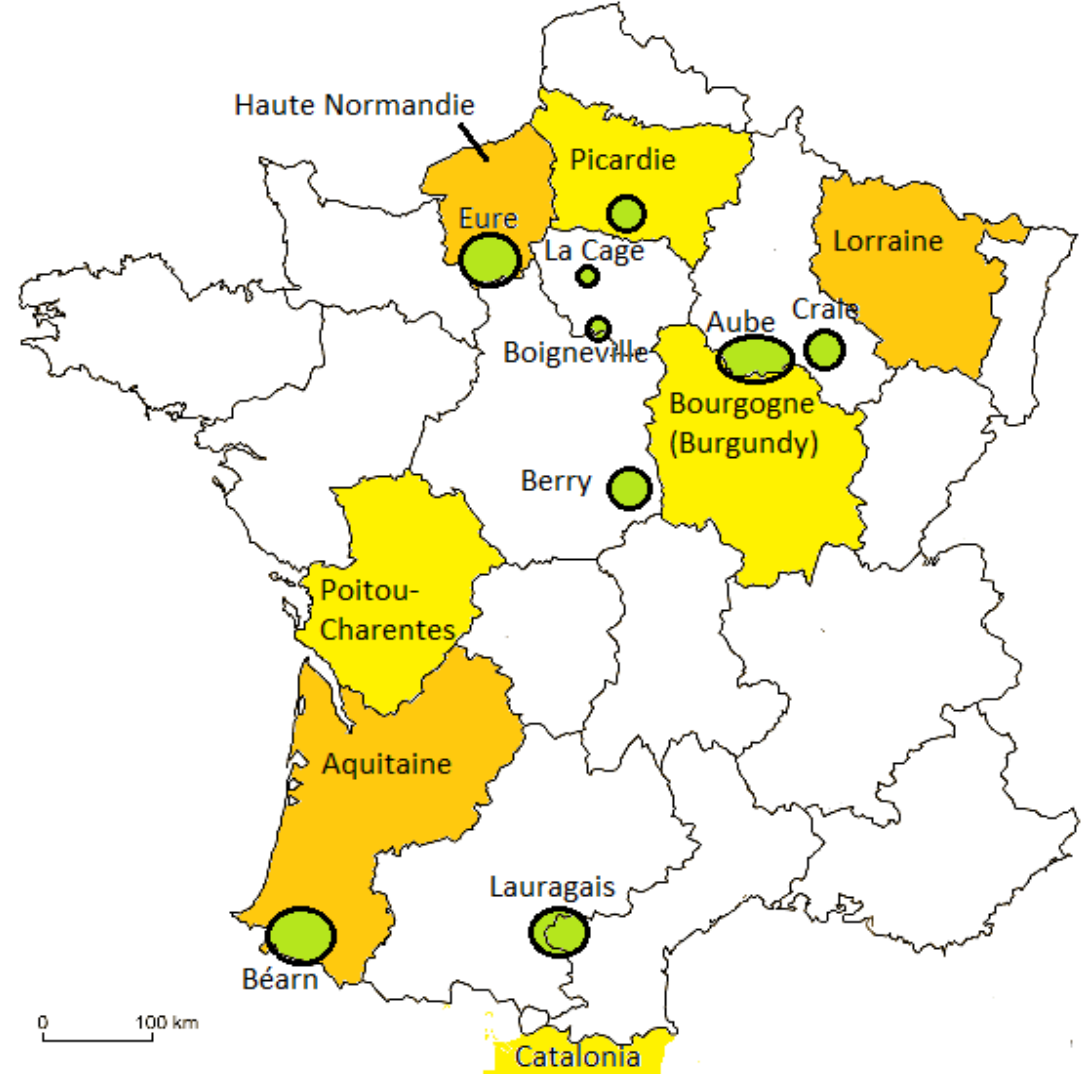 Haute Normandie
Picardie
Eure
La Cage
Lorraine
Aube
Craie
Boigneville
Bourgogne
(Burgundy)
Berry
Poitou-
Charentes
Aquitaine
Lauragais
Béarn
0 100 km
Catalonia